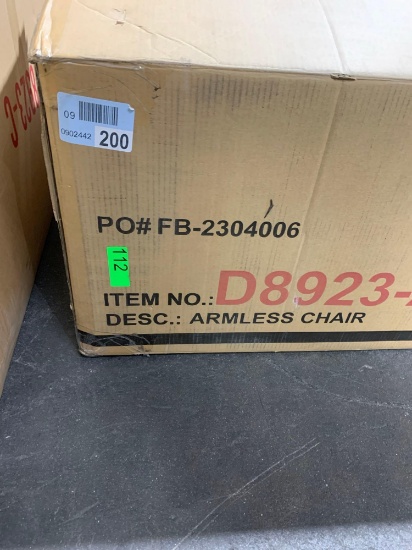 09
0902442 200
PO# FB-2304006
112
ITEM NO.: D8923-
DESC.: ARMLESS CHAIR